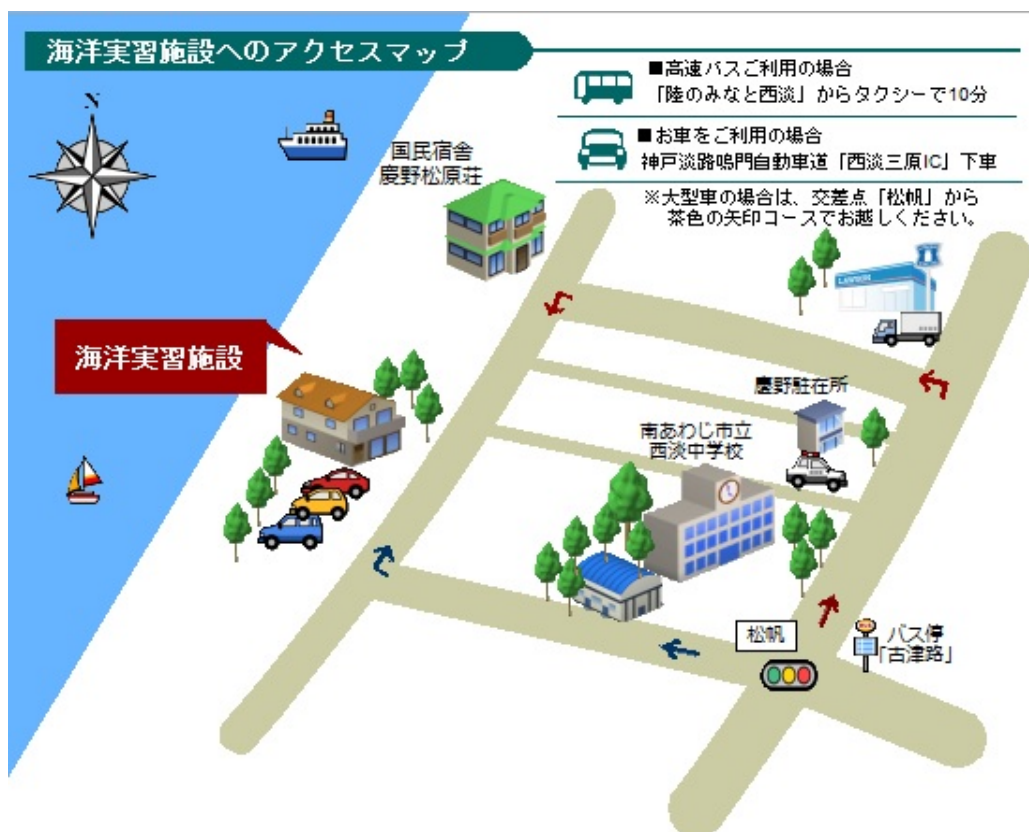 海洋実習施設へのアクセスマップ
■高速バスご利用の場合
「陸のみなと西淡」からタクシーで10分
■お車をご利用の場合
神戸淡路鳴門自動車道「西淡三原IC」下車
※大型車の場合は、交差点「松帆」から
茶色の矢印コースでお越しください。
N
国民宿舎
慶野松原荘
LAWSON
海洋実習施設
慶野駐在所
南あわじ市立
西淡中学校
松帆
バス停
「古津路」